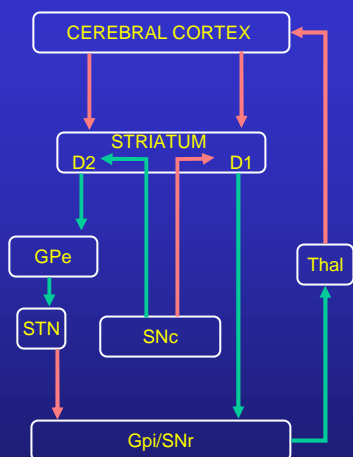 CEREBRAL CORTEX
STRIATUM
D2 D1
GPe
Thal
STN
SNc
Gpi/SNr